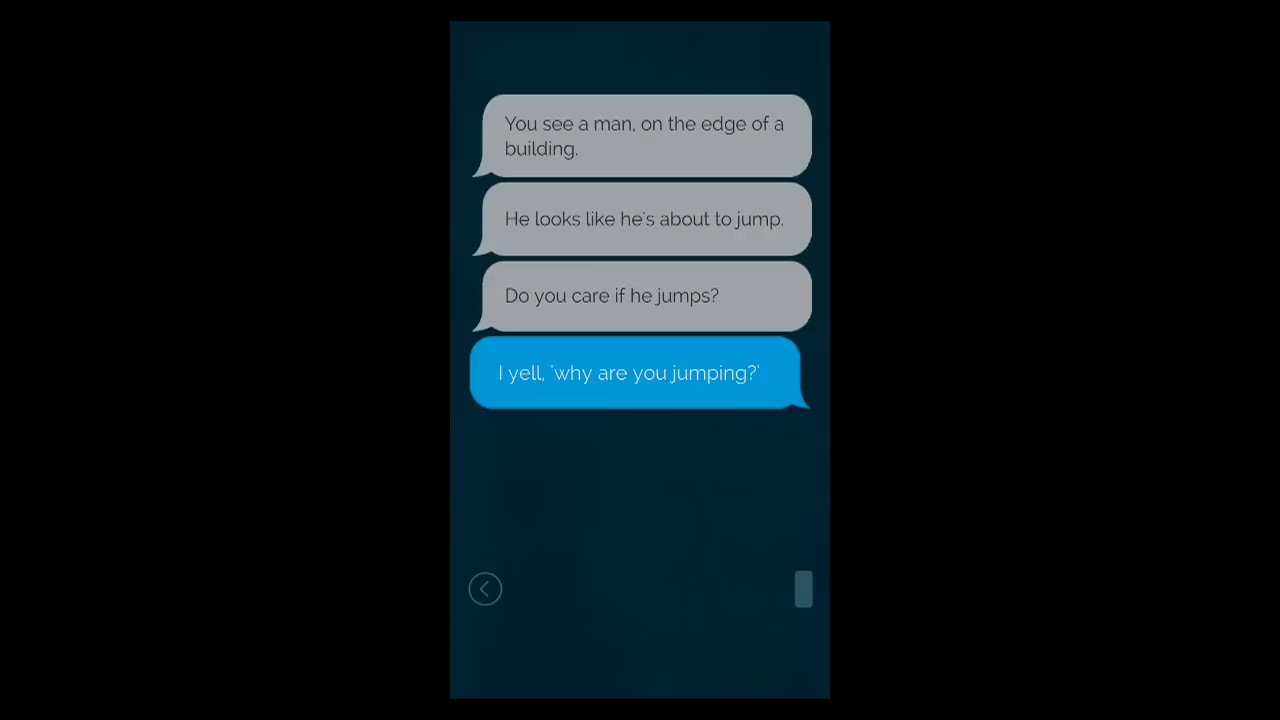 You see a man, on the edge of a
building.
He looks like he's about to jump.
Do you care if he jumps?
I yell, 'why are you jumping?'